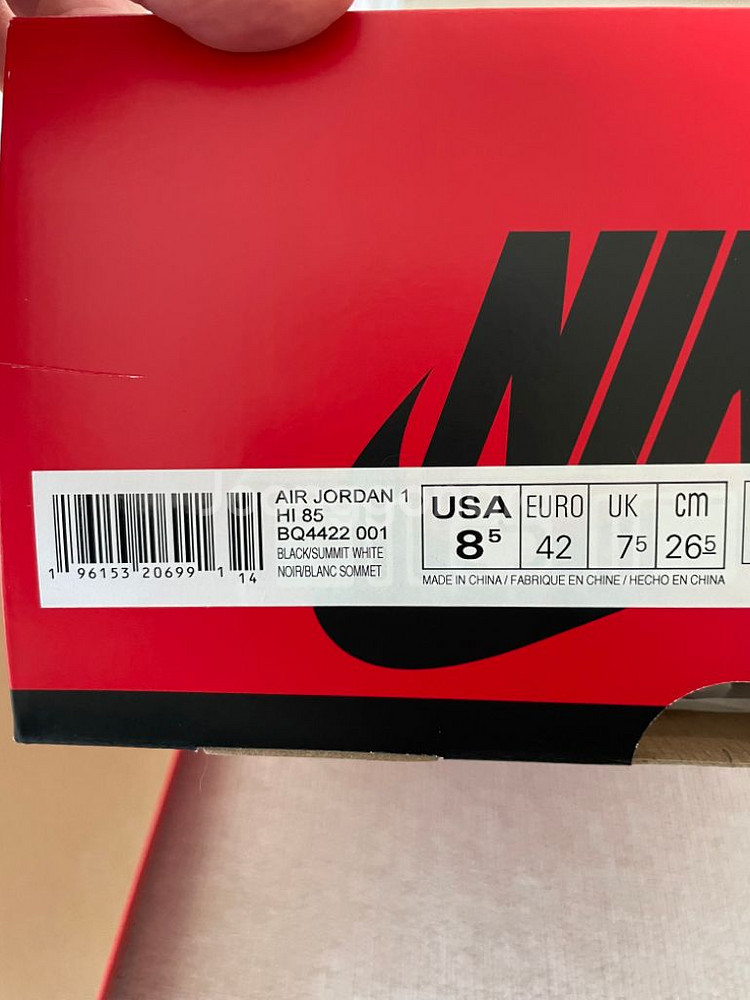 NIK
AIR JORDAN 1
HI 85
BQ4422 001
BLACK/SUMMIT WHITE
NOIR/BLANC SOMMET
1 96153 20699 1 14
USA EURO UK cm
8⁵ 42 7⁵ 26⁵
MADE IN CHINA / FABRIQUE EN CHINE / HECHO EN CHINA